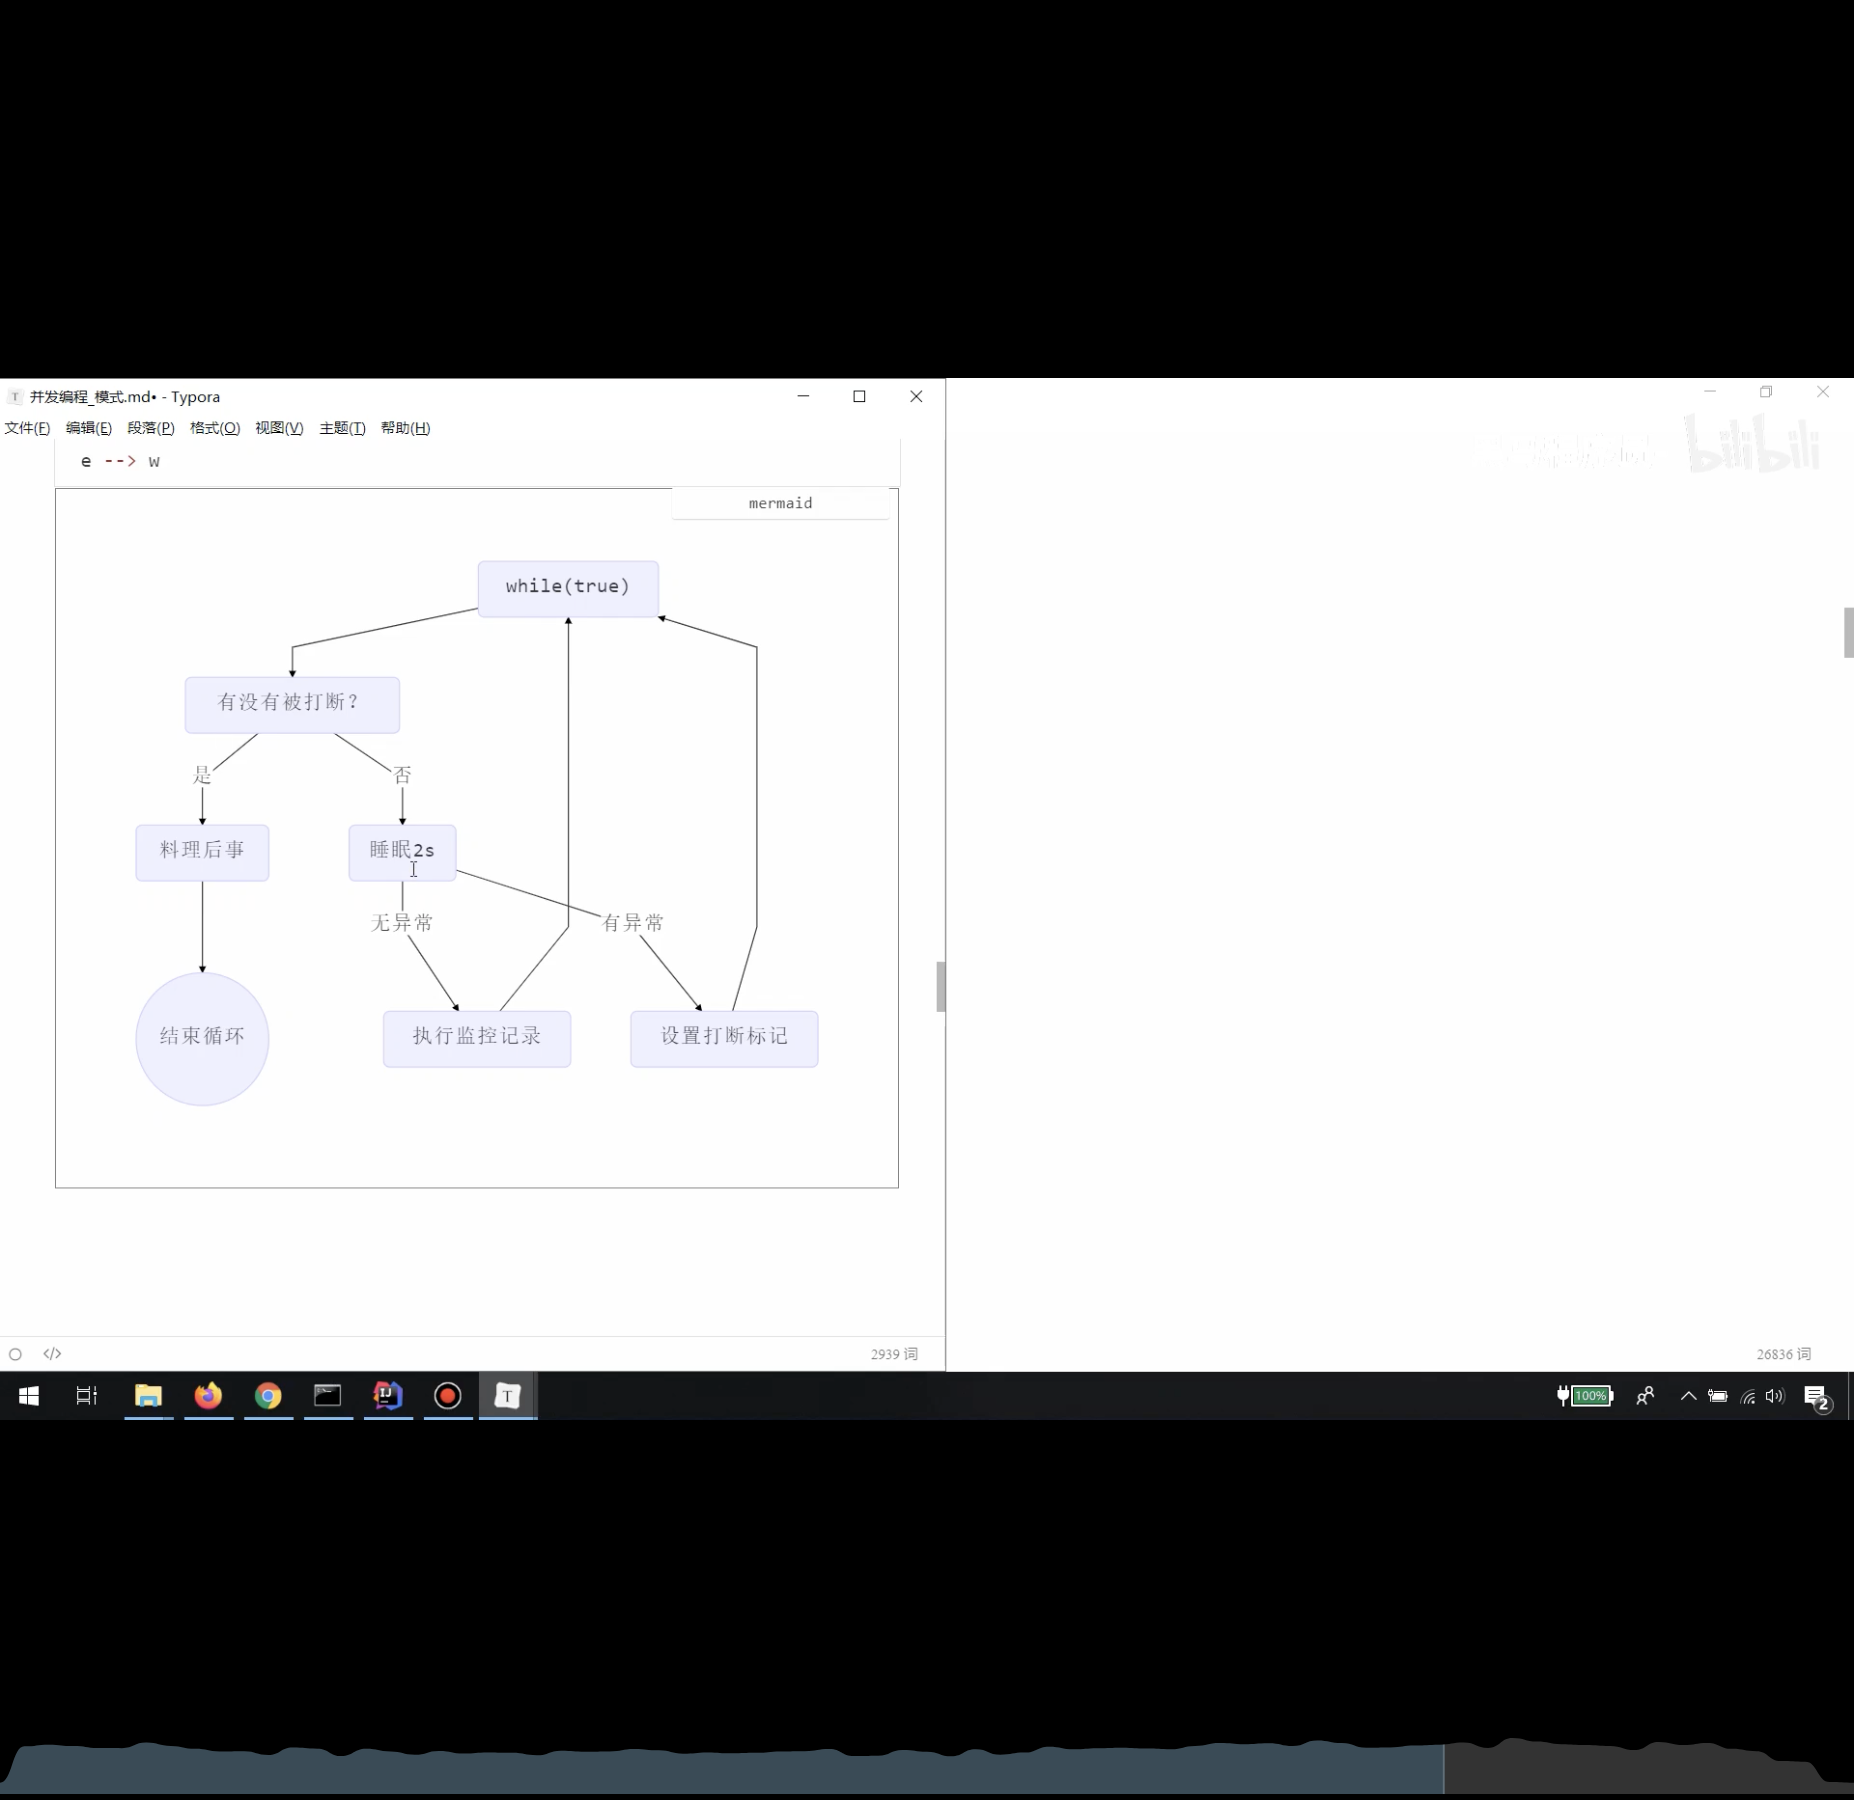 并发编程_模式.md• - Typora
文件(F) 编辑(E) 段落(P) 格式(O) 视图(V) 主题(T) 帮助(H)
bilibili
e --> w
mermaid
while(true)
有没有被打断？
是
否
料理后事
睡眠2s
无异常
有异常
结束循环
执行监控记录
设置打断标记
2939 词
26836 词
100%
2